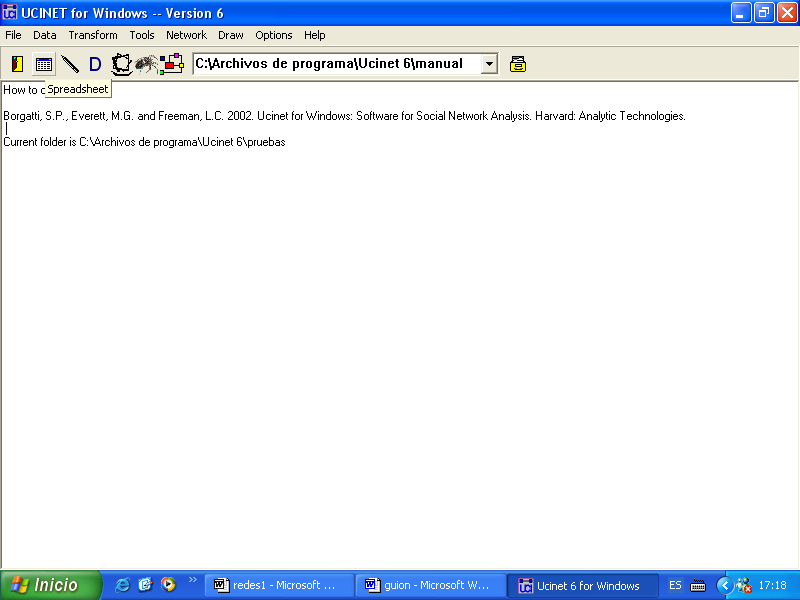 UCINET for Windows -- Version 6
File Data Transform Tools Network Draw Options Help
D C:\Archivos de programa\Ucinet 6\manual
How to c
Spreadsheet
Borgatti, S.P., Everett, M.G. and Freeman, L.C. 2002. Ucinet for Windows: Software for Social Network Analysis. Harvard: Analytic Technologies.
Current folder is C:\Archivos de programa\Ucinet 6\pruebas
Inicio » redes1 - Microsoft ... guion - Microsoft W... Ucinet 6 for Windows ES 17:18